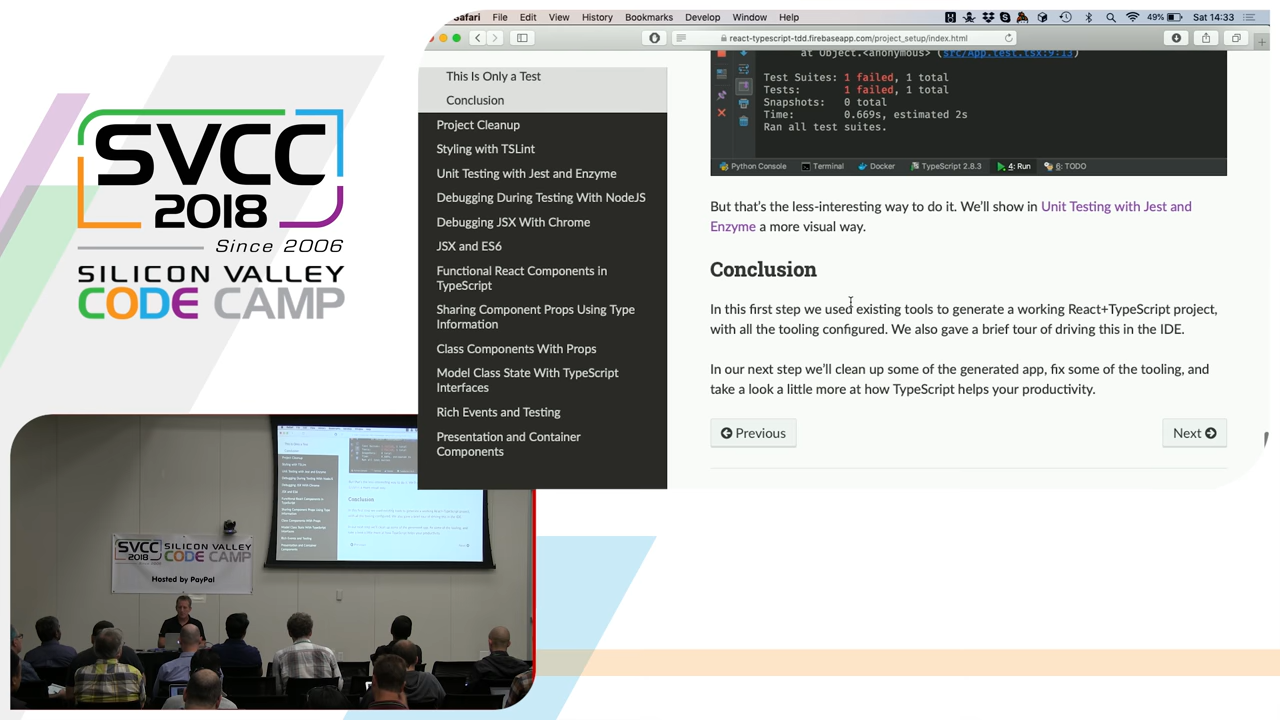 Safari File Edit View History Bookmarks Develop Window Help 49% Sat 14:33
react-typescript-tdd.firebaseapp.com/project_setup/index.html
SVCC
2018
Since 2006
SILICON VALLEY
CODE CAMP
This Is Only a Test
Conclusion
Project Cleanup
Styling with TSLint
Unit Testing with Jest and Enzyme
Debugging During Testing With NodeJS
Debugging JSX With Chrome
JSX and ES6
Functional React Components in
TypeScript
Sharing Component Props Using Type
Information
Class Components With Props
Model Class State With TypeScript
Interfaces
Rich Events and Testing
Presentation and Container
Components
at Object.<anonymous> (src/App.test.tsx:9:13)
Test Suites: 1 failed, 1 total
Tests: 1 failed, 1 total
Snapshots: 0 total
Time: 0.669s, estimated 2s
Ran all test suites.
Python Console Terminal Docker TypeScript 2.8.3 4: Run 6: TODO
But that's the less-interesting way to do it. We'll show in Unit Testing with Jest and
Enzyme a more visual way.
Conclusion
In this first step we used existing tools to generate a working React+TypeScript project,
with all the tooling configured. We also gave a brief tour of driving this in the IDE.
In our next step we'll clean up some of the generated app, fix some of the tooling, and
take a look a little more at how TypeScript helps your productivity.
Previous
Next
SVCC SILICON VALLEY
2018 CODE CAMP
Hosted by PayPal